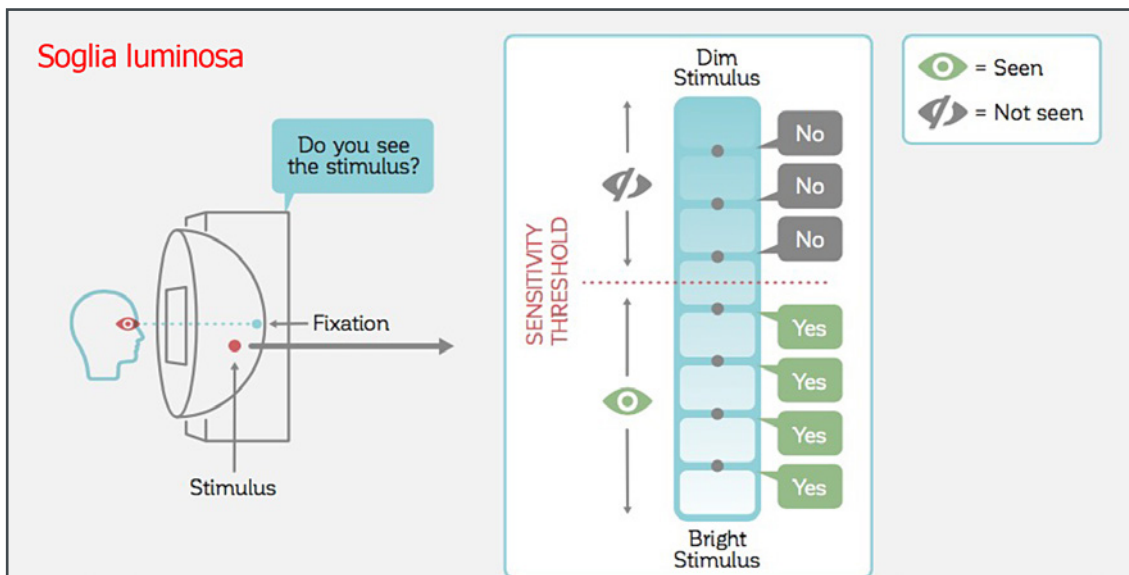 Soglia luminosa
Do you see
the stimulus?
Fixation
Stimulus
SENSITIVITY
THRESHOLD
Dim
Stimulus
No
No
No
Yes
Yes
Yes
Yes
Bright
Stimulus
= Seen
= Not seen